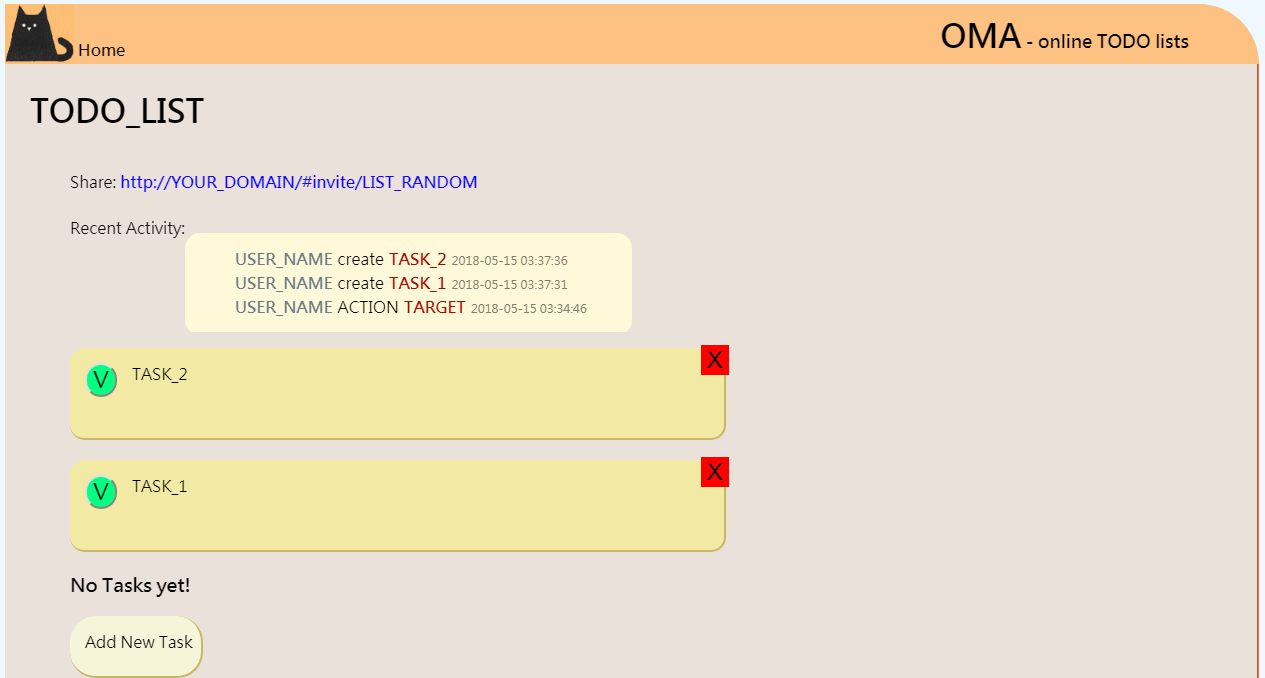 Home
OMA - online TODO lists
TODO_LIST
Share: http://YOUR_DOMAIN/#invite/LIST_RANDOM
Recent Activity:
USER_NAME create TASK_2 2018-05-15 03:37:36
USER_NAME create TASK_1 2018-05-15 03:37:31
USER_NAME ACTION TARGET 2018-05-15 03:34:46
V TASK_2 X
V TASK_1 X
No Tasks yet!
Add New Task